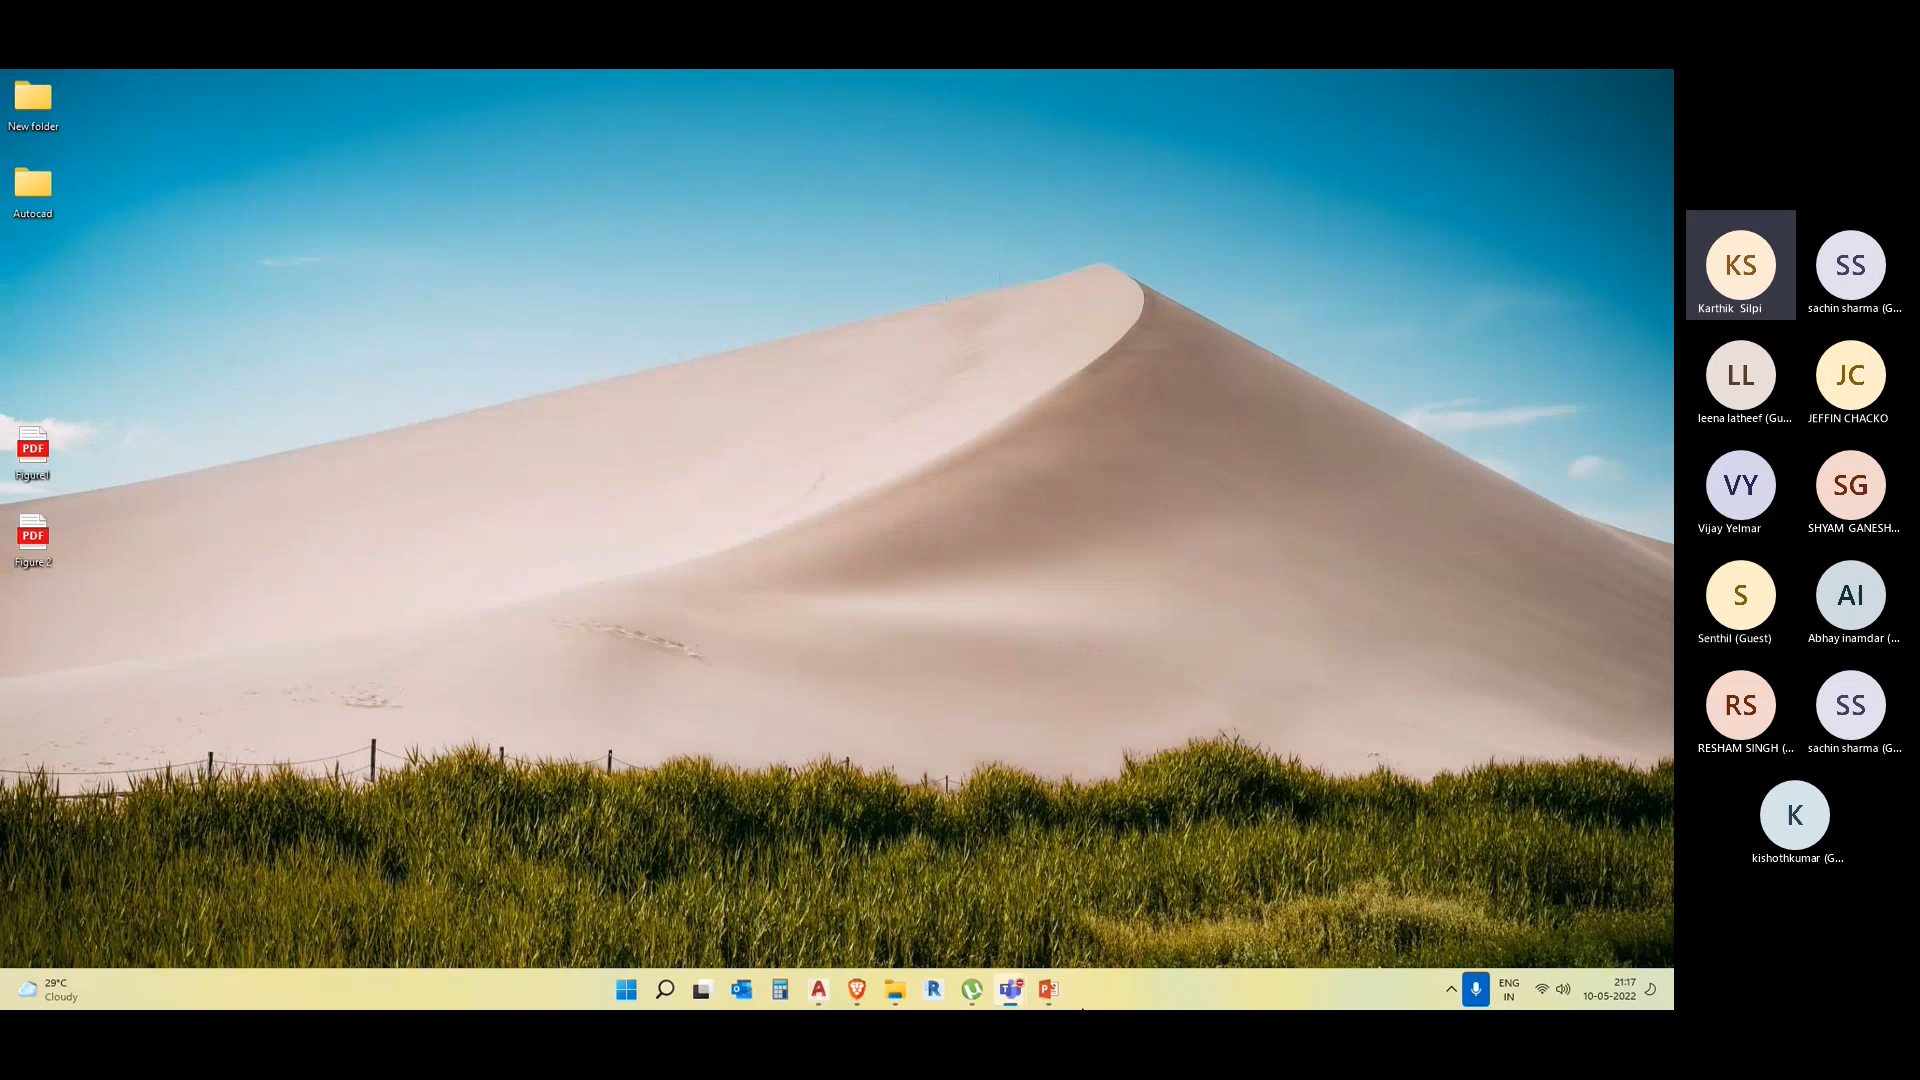 New folder
Autocad
PDF
Figure1
PDF
Figure 2
KS
Karthik Silpi
SS
sachin sharma (G...
LL
leena latheef (Gu...
JC
JEFFIN CHACKO
VY
Vijay Yelmar
SG
SHYAM GANESH...
S
Senthil (Guest)
AI
Abhay inamdar (...
RS
RESHAM SINGH (...
SS
sachin sharma (G...
K
kishothkumar (G...
29°C
Cloudy
ENG
IN
21:17
10-05-2022